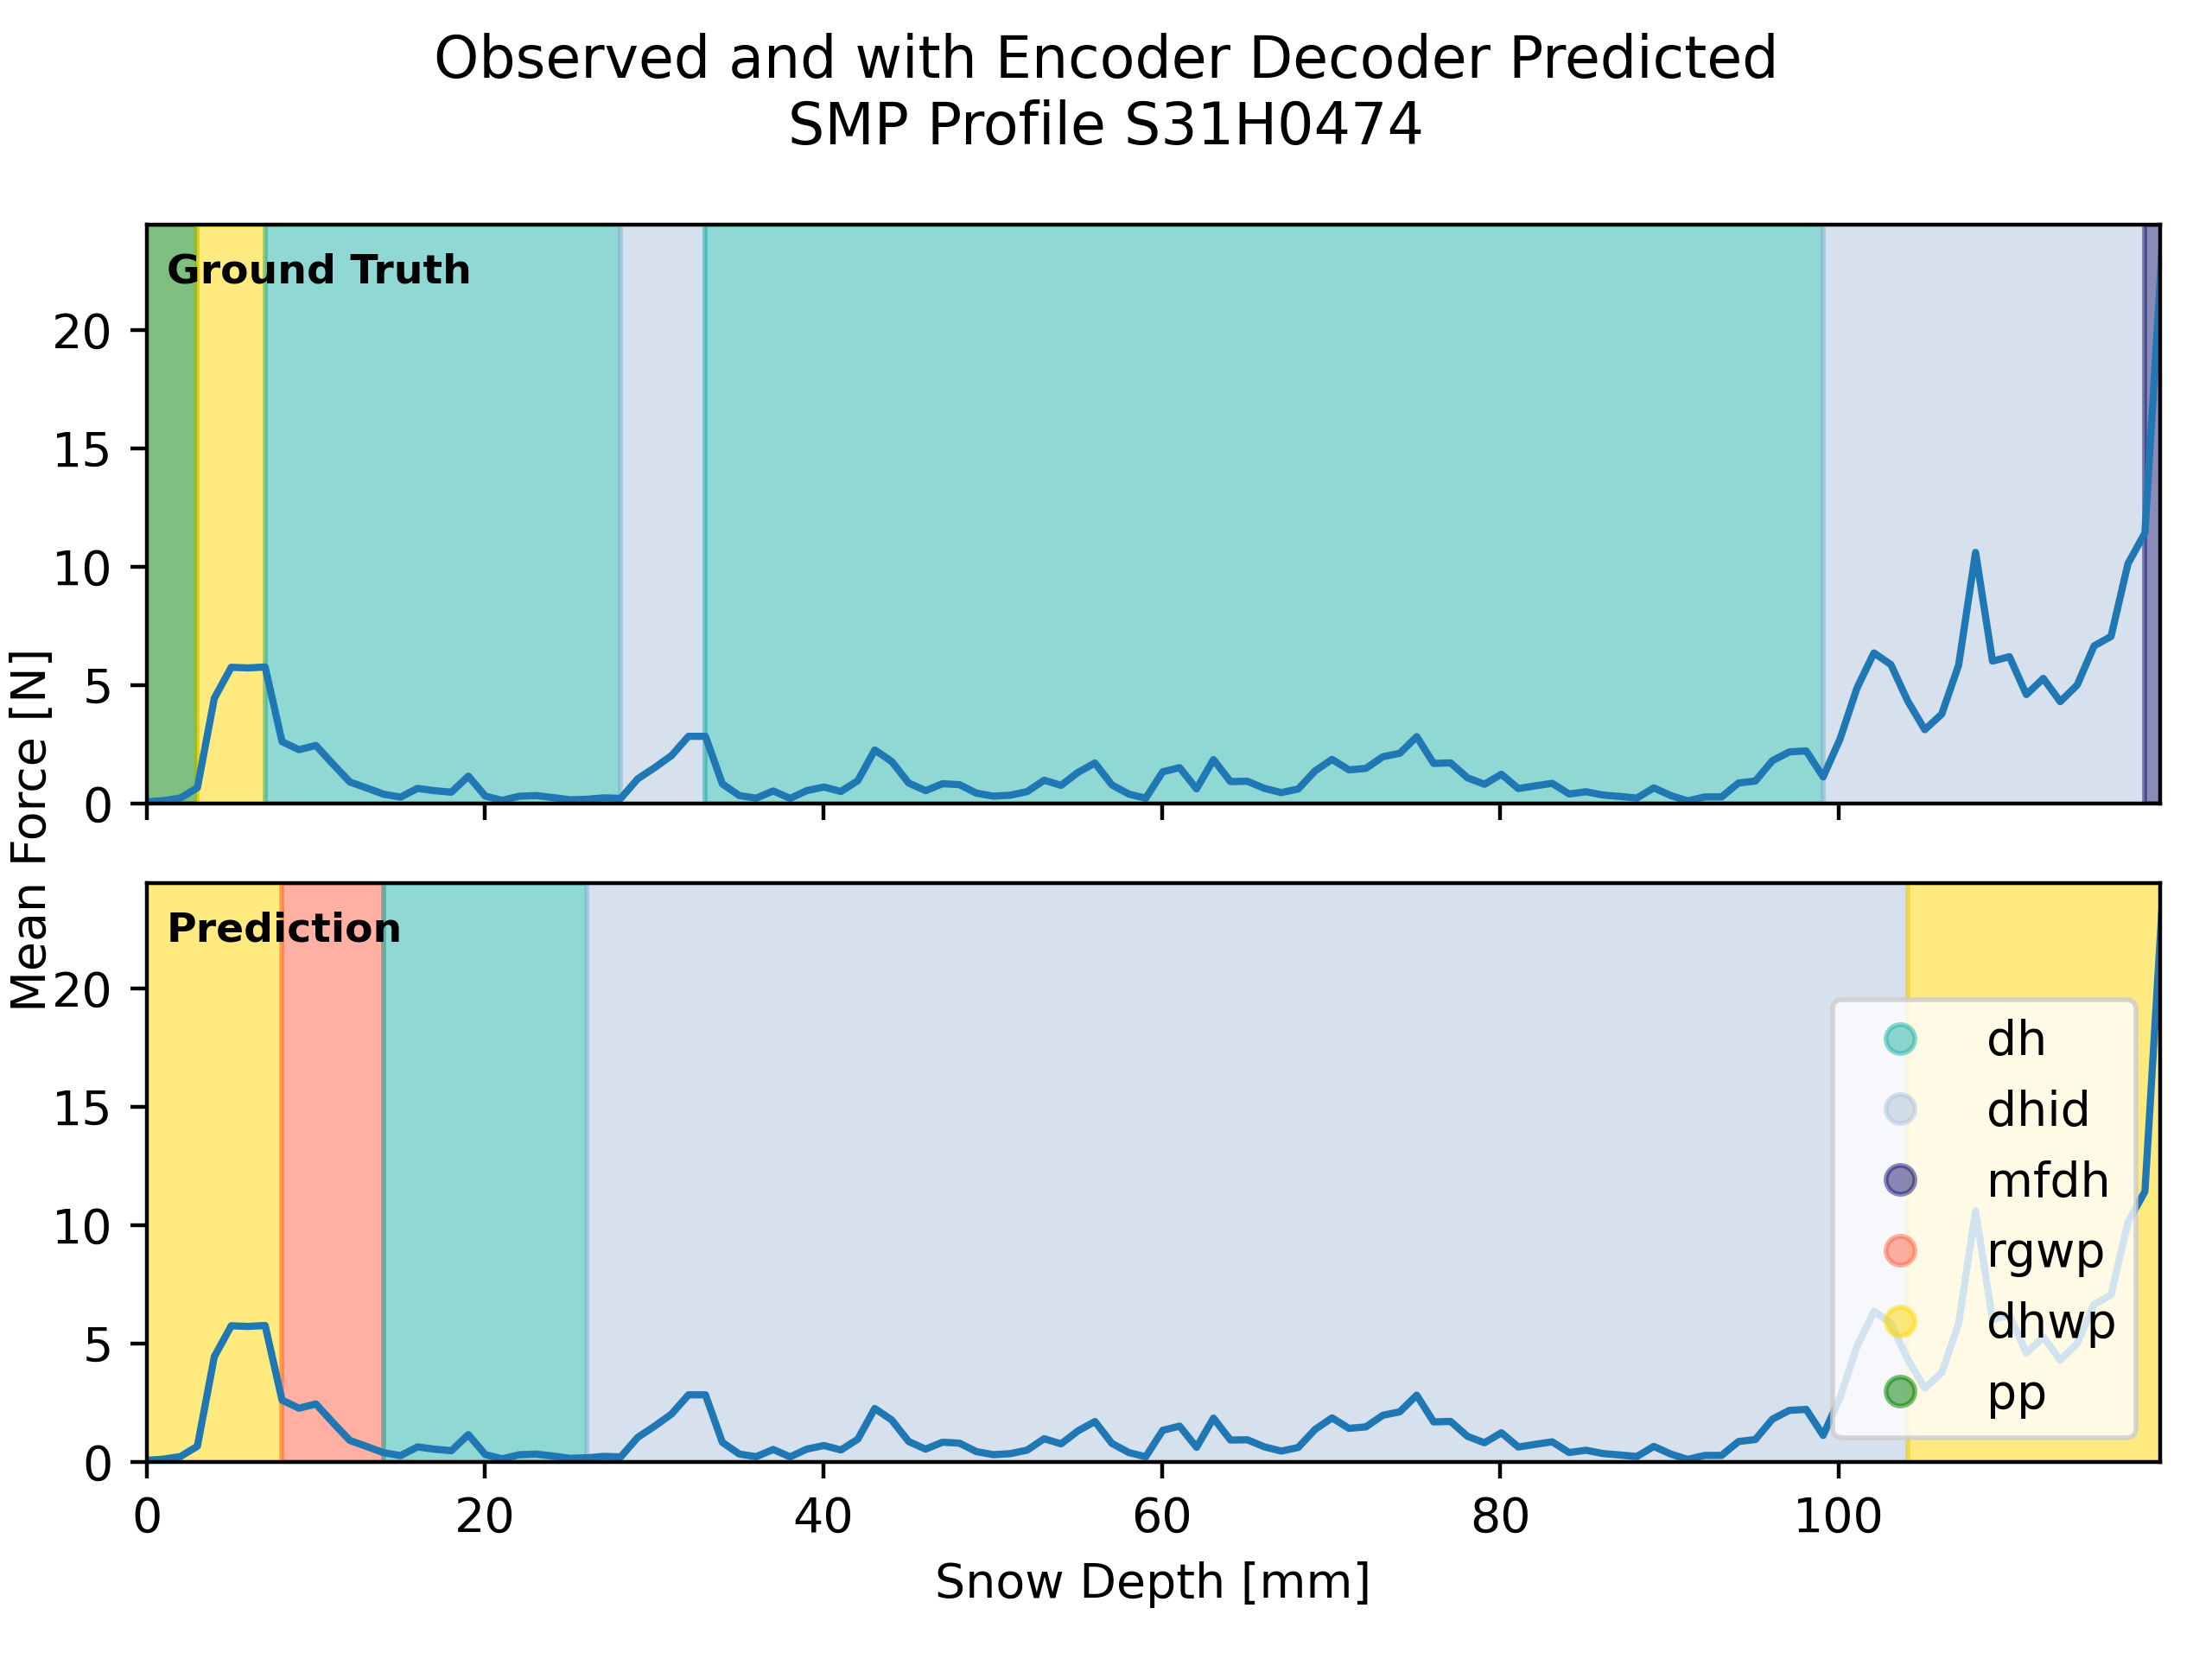 Observed and with Encoder Decoder Predicted
SMP Profile S31H0474
Ground Truth
20
15
10
5
0
Mean Force [N]
Prediction
20
15
10
5
0
dh
dhid
mfdh
rgwp
dhwp
pp
0 20 40 60 80 100
Snow Depth [mm]